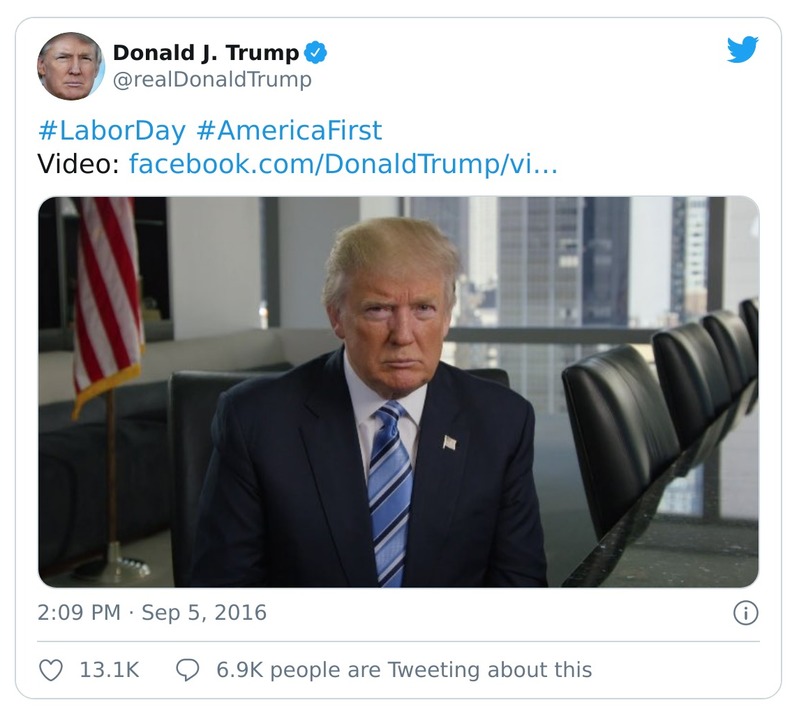 Donald J. Trump
@realDonaldTrump
#LaborDay #AmericaFirst
Video: facebook.com/DonaldTrump/vi…
2:09 PM · Sep 5, 2016
13.1K 6.9K people are Tweeting about this